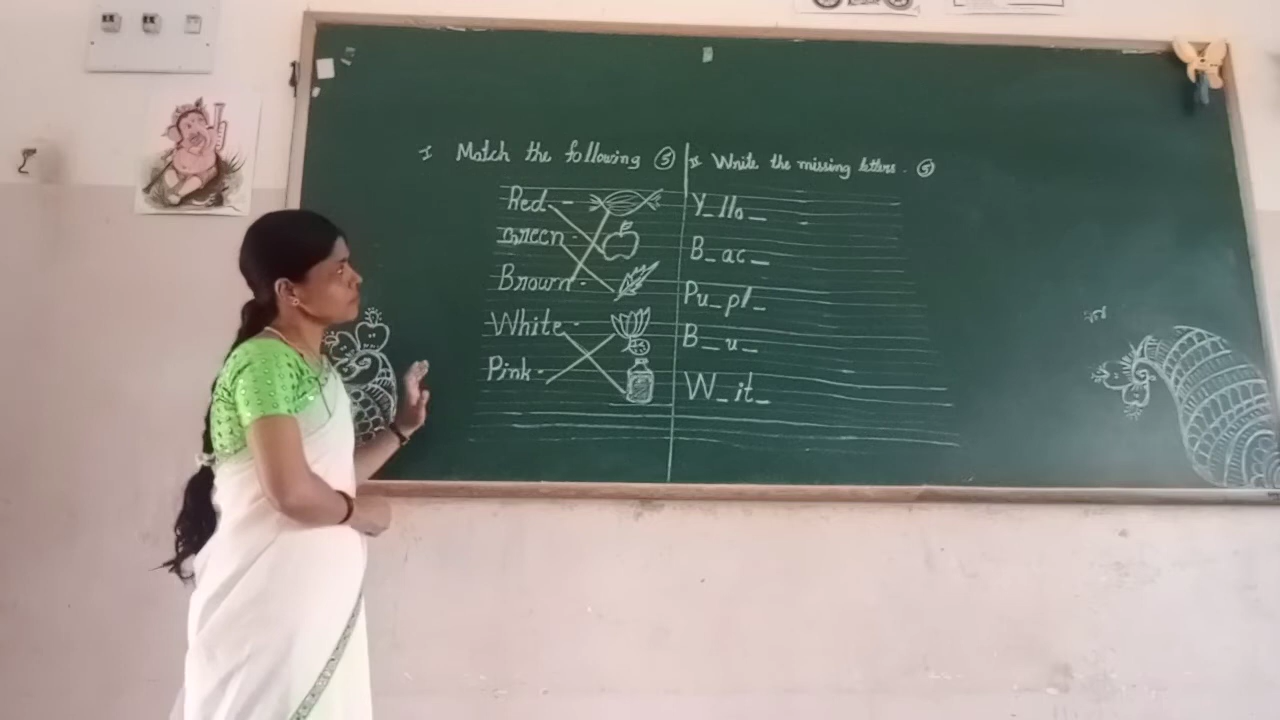 I Match the following (5)
Red -
Green -
Brown -
White -
Pink -
II Write the missing letters. (5)
Y_llo_
B_ac_
Pu_pl_
B_u_
W_it_